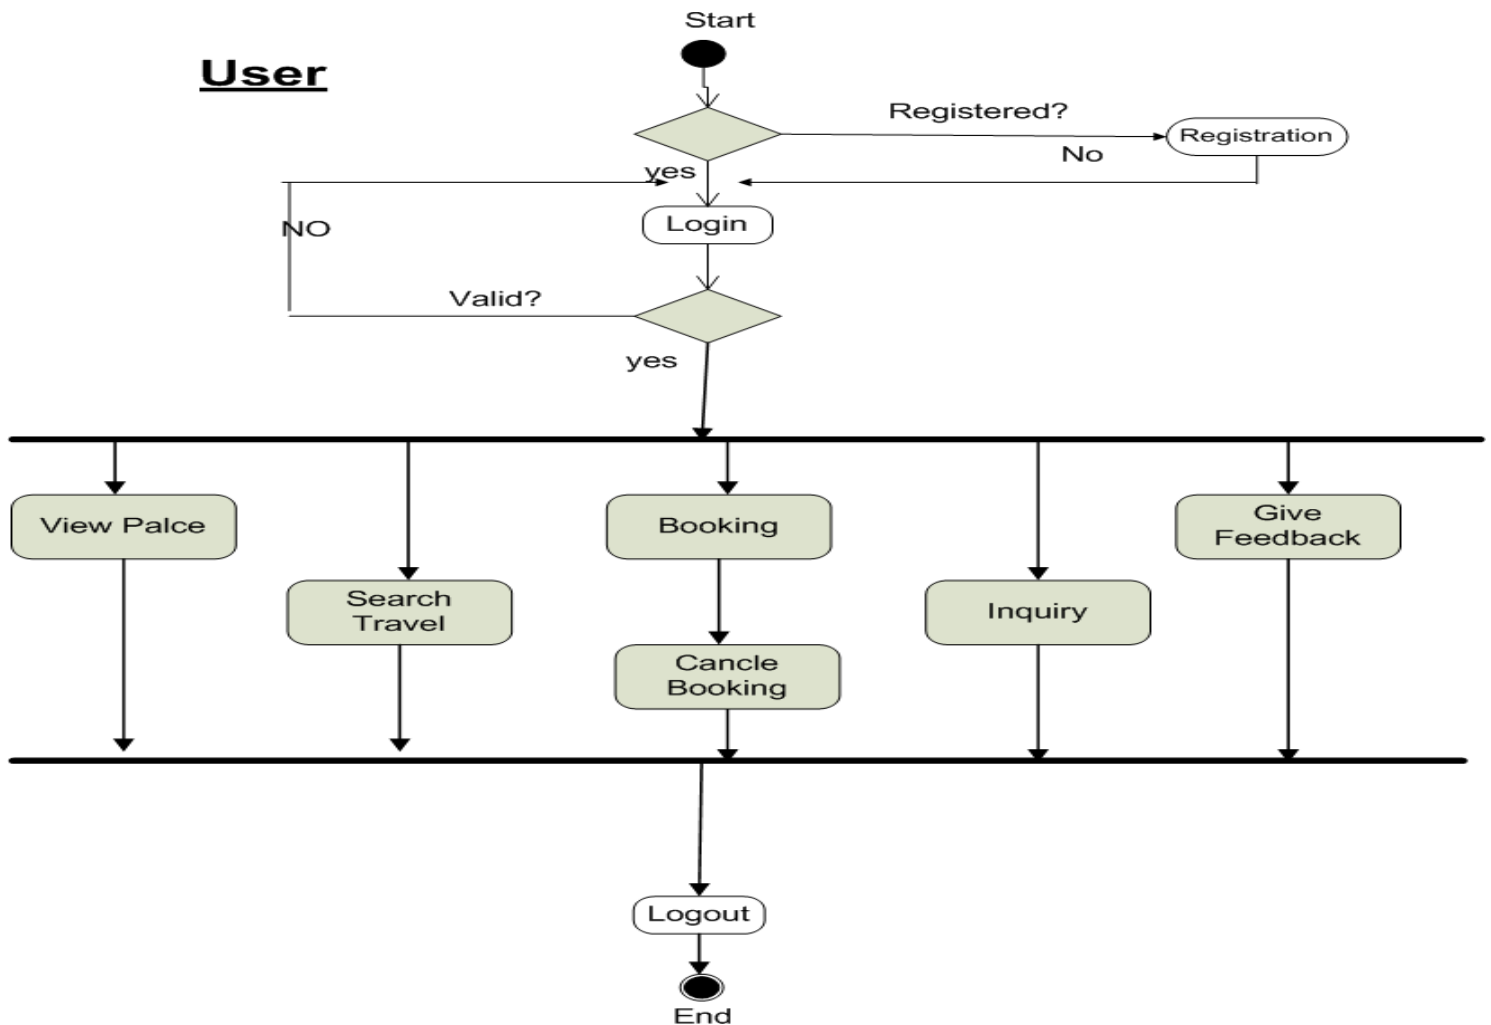 Start
User
Registered?
Registration
No
yes
Login
NO
Valid?
yes
View Palce
Booking
Give
Feedback
Search
Travel
Inquiry
Cancle
Booking
Logout
End